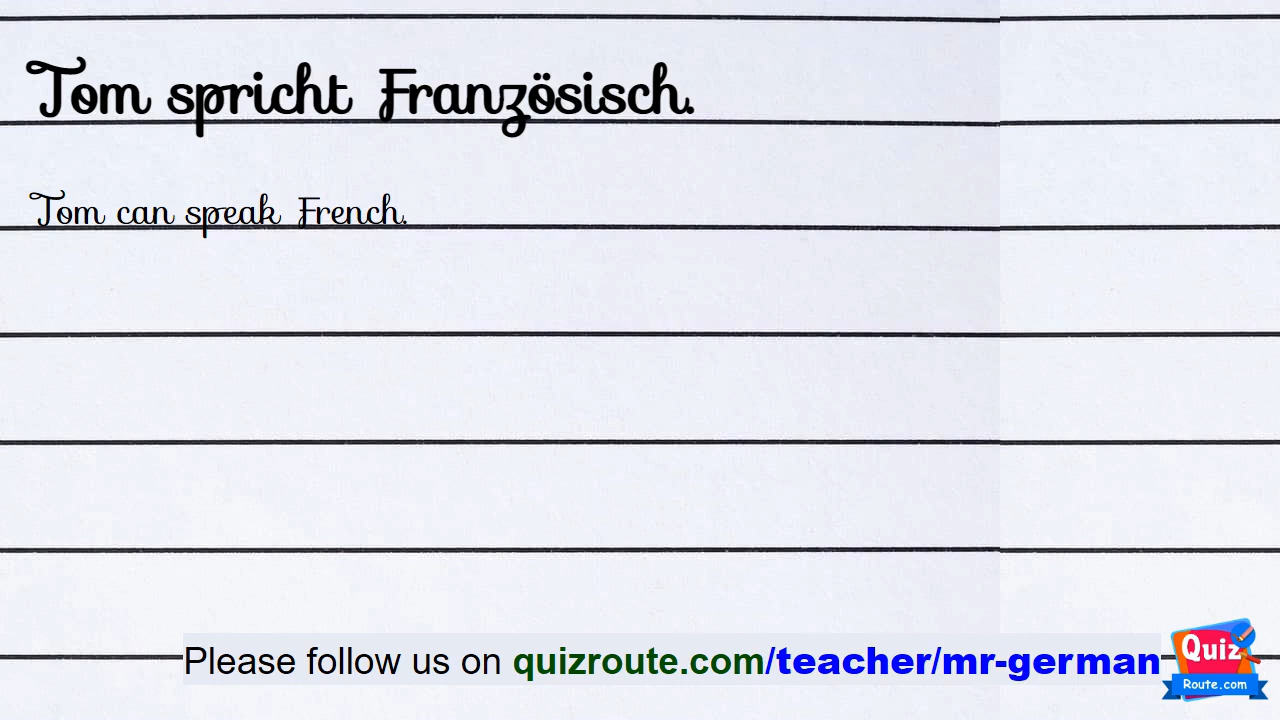 Tom spricht Französisch.
Tom can speak French.
Please follow us on quizroute.com/teacher/mr-german
Quiz
Route.com